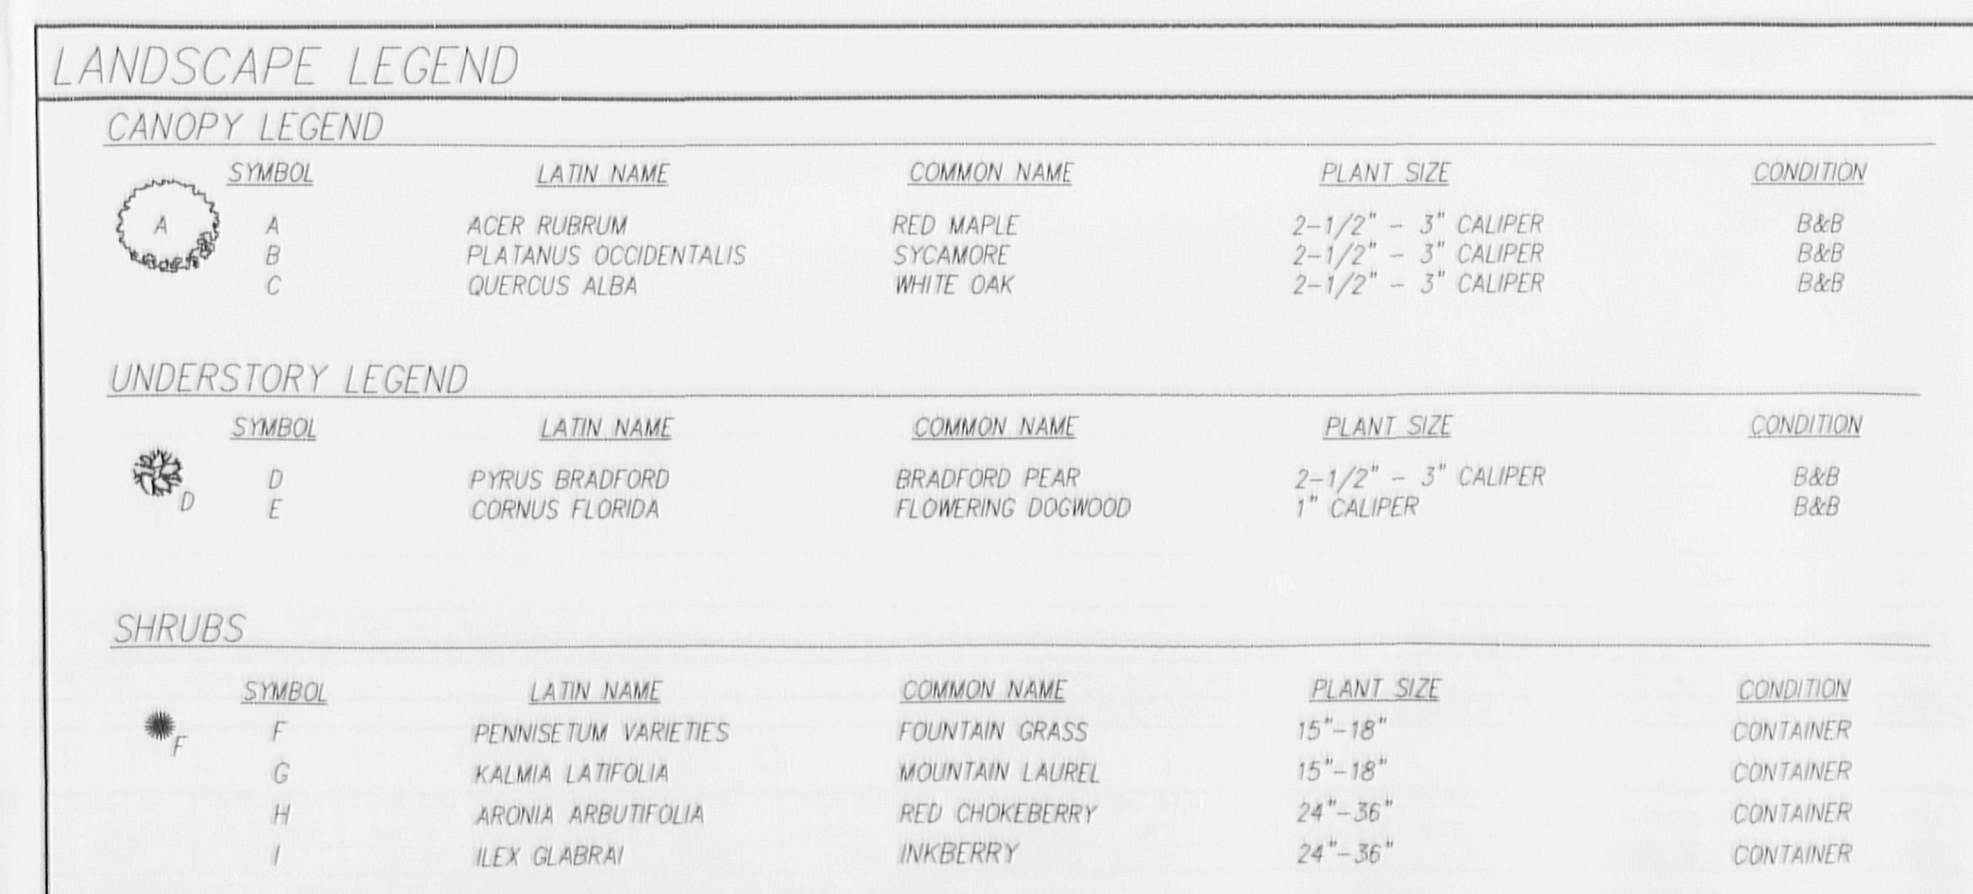 LANDSCAPE LEGEND
CANOPY LEGEND
SYMBOL LATIN NAME COMMON NAME PLANT SIZE CONDITION
A A ACER RUBRUM RED MAPLE 2-1/2" - 3" CALIPER B&B
B PLATANUS OCCIDENTALIS SYCAMORE 2-1/2" - 3" CALIPER B&B
C QUERCUS ALBA WHITE OAK 2-1/2" - 3" CALIPER B&B
UNDERSTORY LEGEND
SYMBOL LATIN NAME COMMON NAME PLANT SIZE CONDITION
D D PYRUS BRADFORD BRADFORD PEAR 2-1/2" - 3" CALIPER B&B
E CORNUS FLORIDA FLOWERING DOGWOOD 1" CALIPER B&B
SHRUBS
SYMBOL LATIN NAME COMMON NAME PLANT SIZE CONDITION
F F PENNISETUM VARIETIES FOUNTAIN GRASS 15"-18" CONTAINER
G KALMIA LATIFOLIA MOUNTAIN LAUREL 15"-18" CONTAINER
H ARONIA ARBUTIFOLIA RED CHOKEBERRY 24"-36" CONTAINER
I ILEX GLABRAI INKBERRY 24"-36" CONTAINER